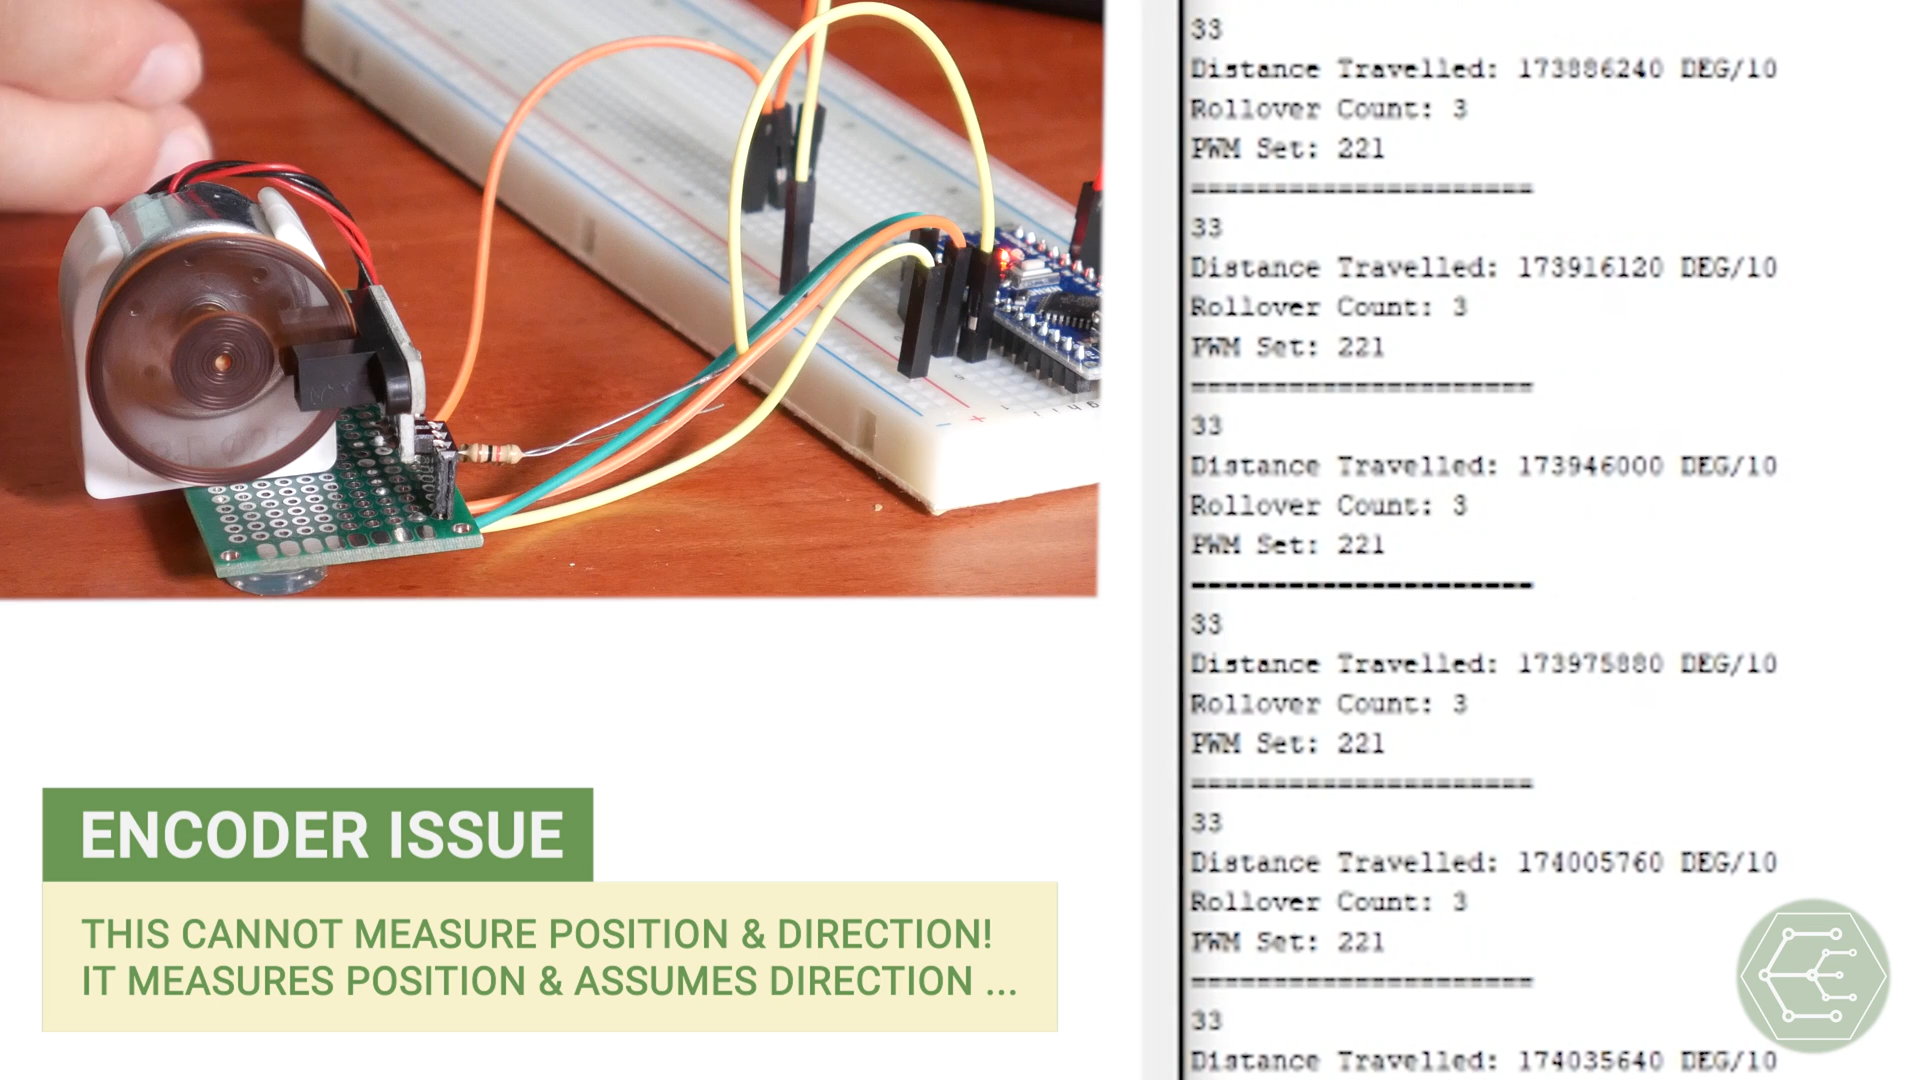 ENCODER ISSUE
THIS CANNOT MEASURE POSITION & DIRECTION!
IT MEASURES POSITION & ASSUMES DIRECTION ...
33
Distance Travelled: 173886240 DEG/10
Rollover Count: 3
PWM Set: 221
---------------------
33
Distance Travelled: 173916120 DEG/10
Rollover Count: 3
PWM Set: 221
---------------------
33
Distance Travelled: 173946000 DEG/10
Rollover Count: 3
PWM Set: 221
---------------------
33
Distance Travelled: 173975880 DEG/10
Rollover Count: 3
PWM Set: 221
---------------------
33
Distance Travelled: 174005760 DEG/10
Rollover Count: 3
PWM Set: 221
---------------------
33
Distance Travelled: 174035640 DEG/10